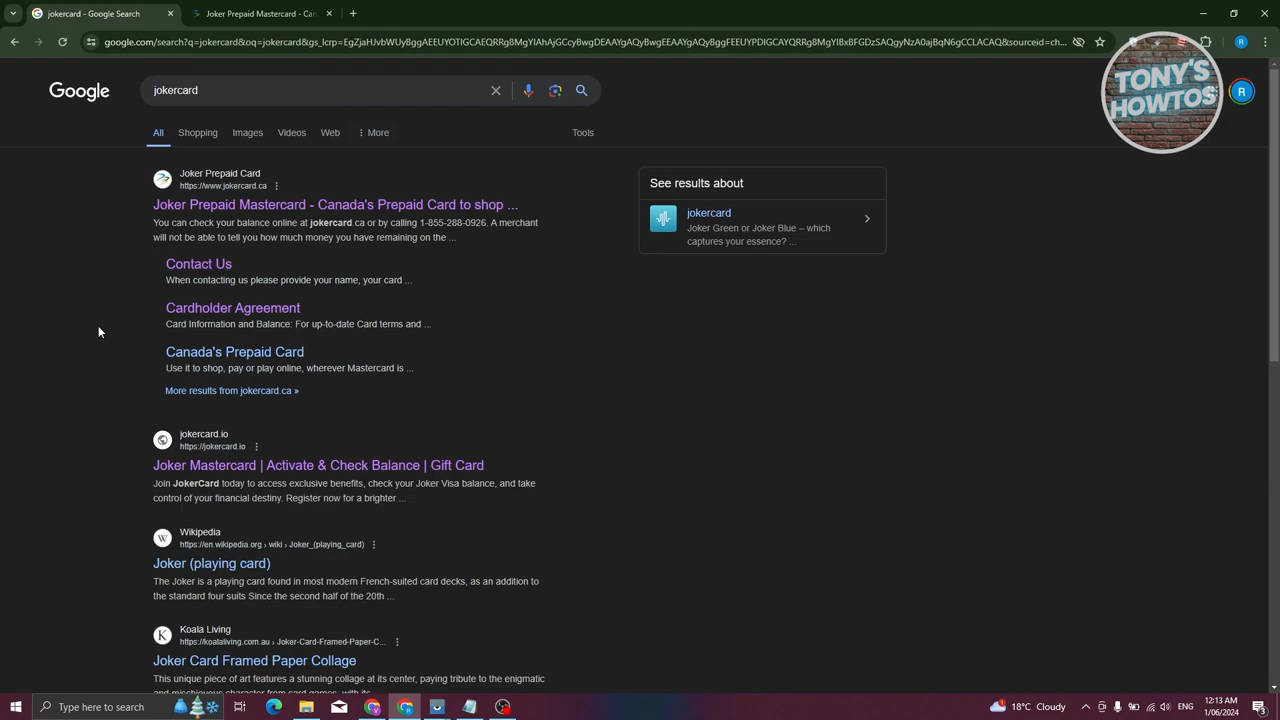 jokercard - Google Search
Joker Prepaid Mastercard - Can
google.com/search?q=jokercard&oq=jokercard&gs_lcrp=EgZjaHJvbWUyBggAEEUYOTIGCAEQRRg8MgYIAhAjGCcyBwgDEAAYgAQyBwgEEAAYgAQyBggFEEUYPDIGCAYQRRg8MgYIBxBFGDzSAQgyNzA0ajBqN6gCCLACAQ&sourceid=ch...
R
TONY'S
HOWTOS
Google
jokercard
R
All
Shopping
Images
Videos
Web
More
Tools
Joker Prepaid Card
https://www.jokercard.ca
Joker Prepaid Mastercard - Canada's Prepaid Card to shop ...
You can check your balance online at jokercard.ca or by calling 1-855-288-0926. A merchant
will not be able to tell you how much money you have remaining on the ...
Contact Us
When contacting us please provide your name, your card ...
Cardholder Agreement
Card Information and Balance: For up-to-date Card terms and ...
Canada's Prepaid Card
Use it to shop, pay or play online, wherever Mastercard is ...
More results from jokercard.ca »
See results about
jokercard
Joker Green or Joker Blue – which
captures your essence? ...
jokercard.io
https://jokercard.io
Joker Mastercard | Activate & Check Balance | Gift Card
Join JokerCard today to access exclusive benefits, check your Joker Visa balance, and take
control of your financial destiny. Register now for a brighter ...
W
Wikipedia
https://en.wikipedia.org › wiki › Joker_(playing_card)
Joker (playing card)
The Joker is a playing card found in most modern French-suited card decks, as an addition to
the standard four suits Since the second half of the 20th ...
K
Koala Living
https://koalaliving.com.au › Joker-Card-Framed-Paper-C...
Joker Card Framed Paper Collage
This unique piece of art features a stunning collage at its center, paying tribute to the enigmatic
and mischievous character from card games, with its
Type here to search
18°C Cloudy
ENG
12:13 AM
1/06/2024